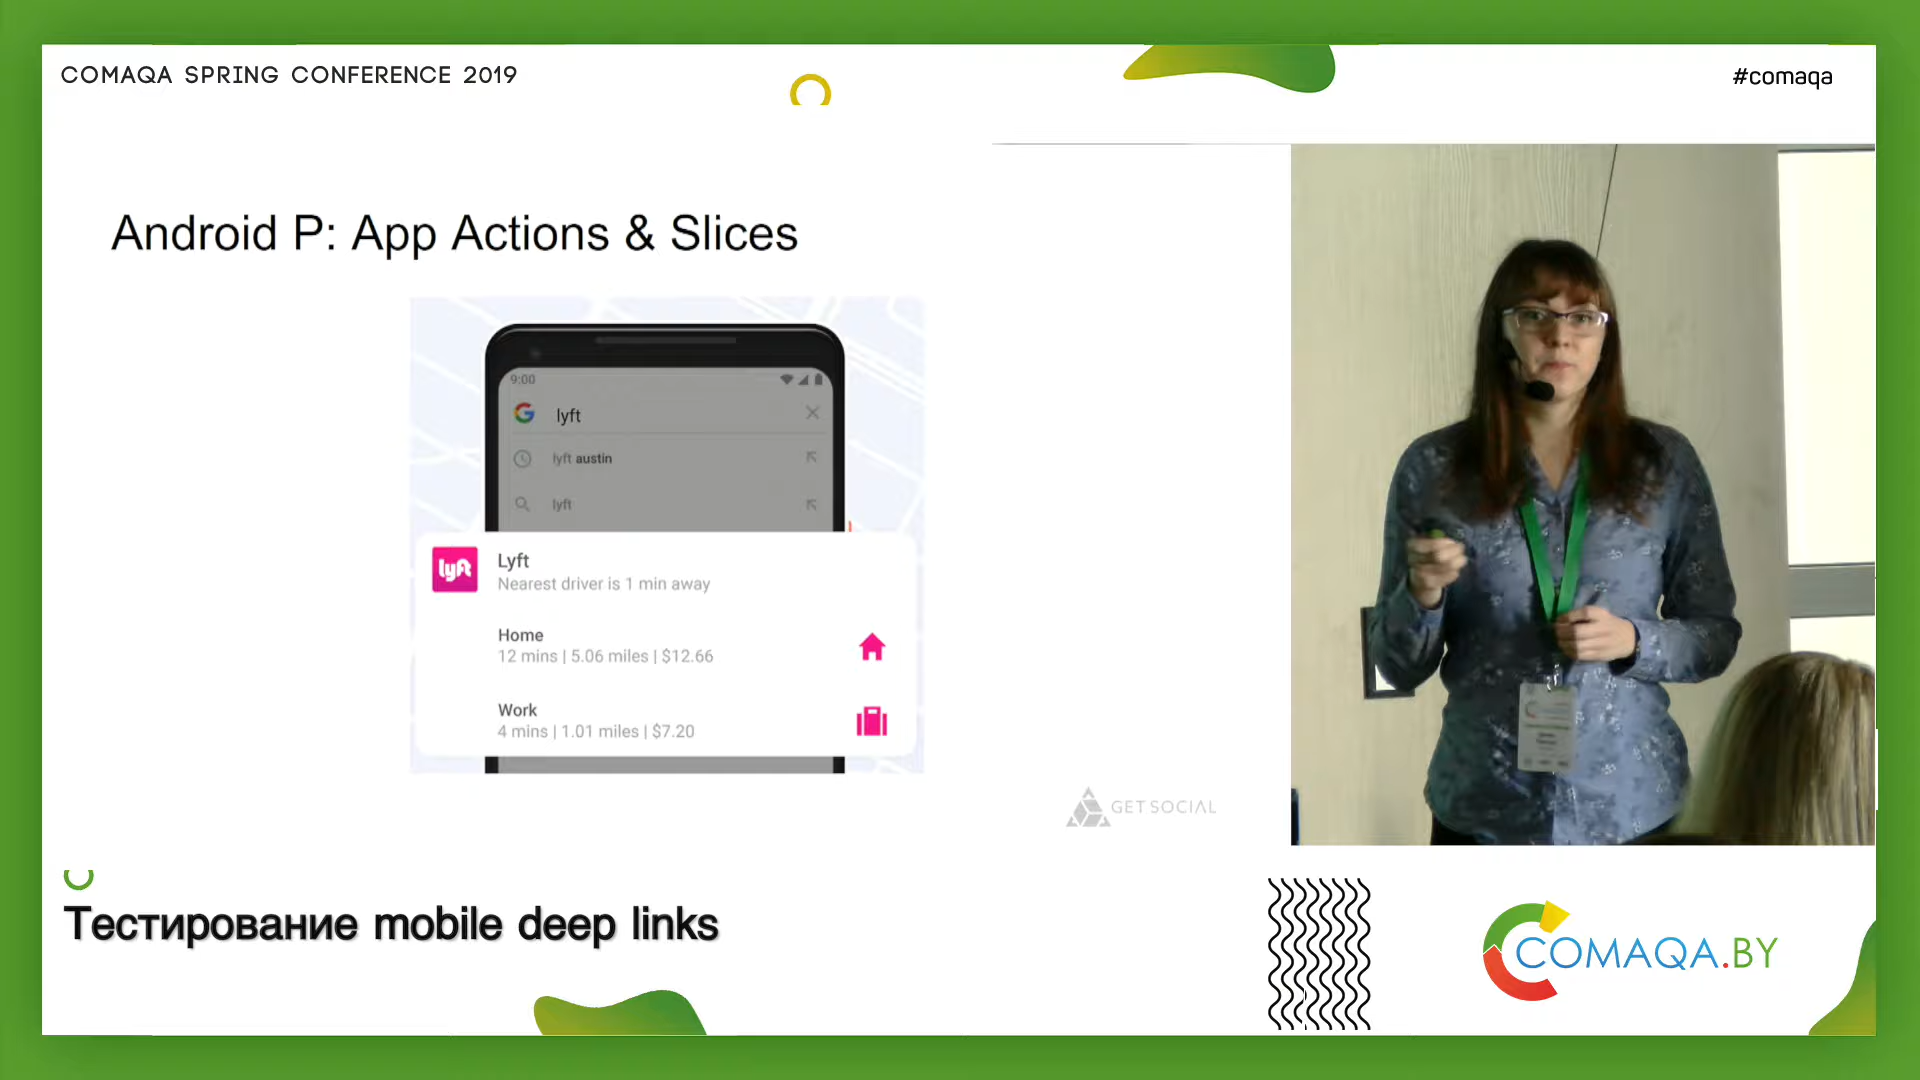 COMAQA SPRING CONFERENCE 2019
#comaqa
Android P: App Actions & Slices
9:00
lyft
lyft austin
lyft
lyft
Lyft
Nearest driver is 1 min away
Home
12 mins | 5.06 miles | $12.66
Work
4 mins | 1.01 miles | $7.20
GETSOCIAL
Тестирование mobile deep links
COMAQA.BY